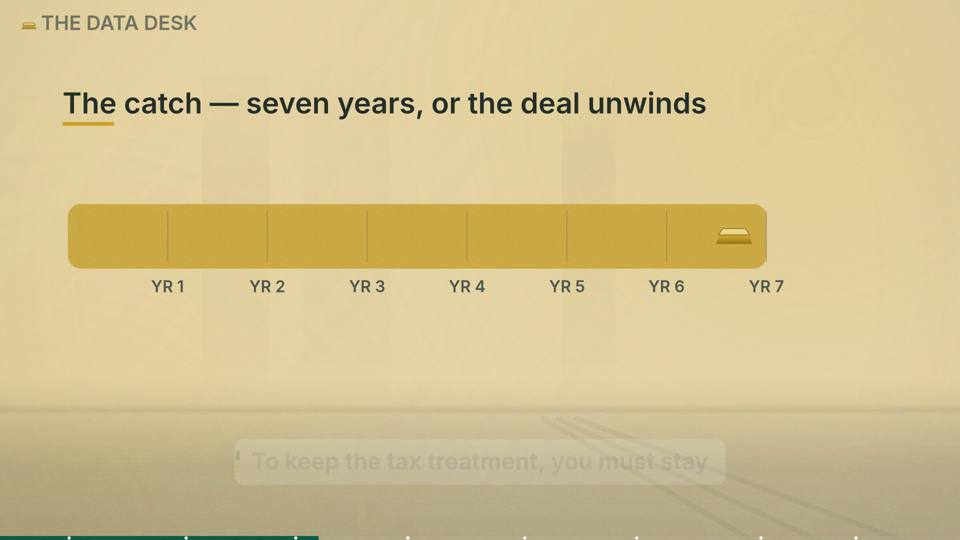 THE DATA DESK
The catch — seven years, or the deal unwinds
YR 1 YR 2 YR 3 YR 4 YR 5 YR 6 YR 7
To keep the tax treatment, you must stay